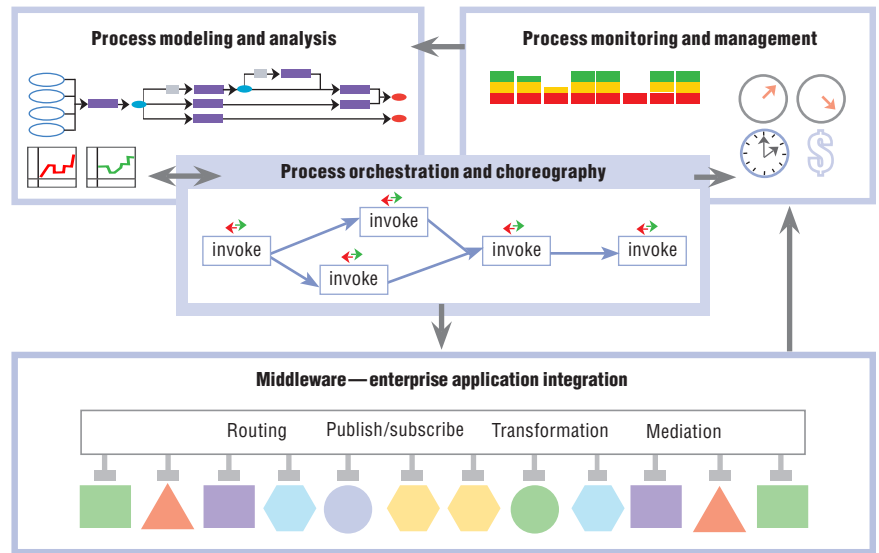 Process modeling and analysis
Process monitoring and management
$
Process orchestration and choreography
invoke
invoke
invoke
invoke
invoke
Middleware—enterprise application integration
Routing Publish/subscribe Transformation Mediation